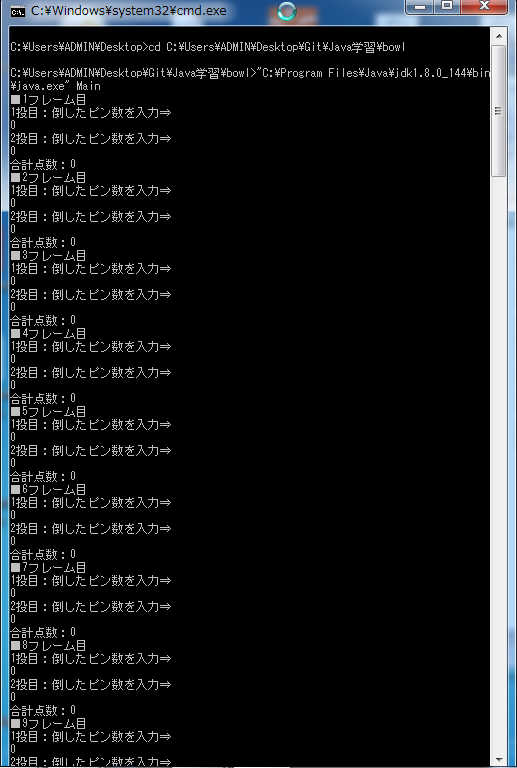 C:¥Windows¥system32¥cmd.exe
C:¥Users¥ADMIN¥Desktop>cd C:¥Users¥ADMIN¥Desktop¥Git¥Java学習¥bowl
C:¥Users¥ADMIN¥Desktop¥Git¥Java学習¥bowl>"C:¥Program Files¥Java¥jdk1.8.0_144¥bin
¥java.exe" Main
■1フレーム目
1投目：倒したピン数を入力⇒
0
2投目：倒したピン数を入力⇒
0
合計点数：0
■2フレーム目
1投目：倒したピン数を入力⇒
0
2投目：倒したピン数を入力⇒
0
合計点数：0
■3フレーム目
1投目：倒したピン数を入力⇒
0
2投目：倒したピン数を入力⇒
0
合計点数：0
■4フレーム目
1投目：倒したピン数を入力⇒
0
2投目：倒したピン数を入力⇒
0
合計点数：0
■5フレーム目
1投目：倒したピン数を入力⇒
0
2投目：倒したピン数を入力⇒
0
合計点数：0
■6フレーム目
1投目：倒したピン数を入力⇒
0
2投目：倒したピン数を入力⇒
0
合計点数：0
■7フレーム目
1投目：倒したピン数を入力⇒
0
2投目：倒したピン数を入力⇒
0
合計点数：0
■8フレーム目
1投目：倒したピン数を入力⇒
0
2投目：倒したピン数を入力⇒
0
合計点数：0
■9フレーム目
1投目：倒したピン数を入力⇒
0
2投目：倒したピン数を入力⇒